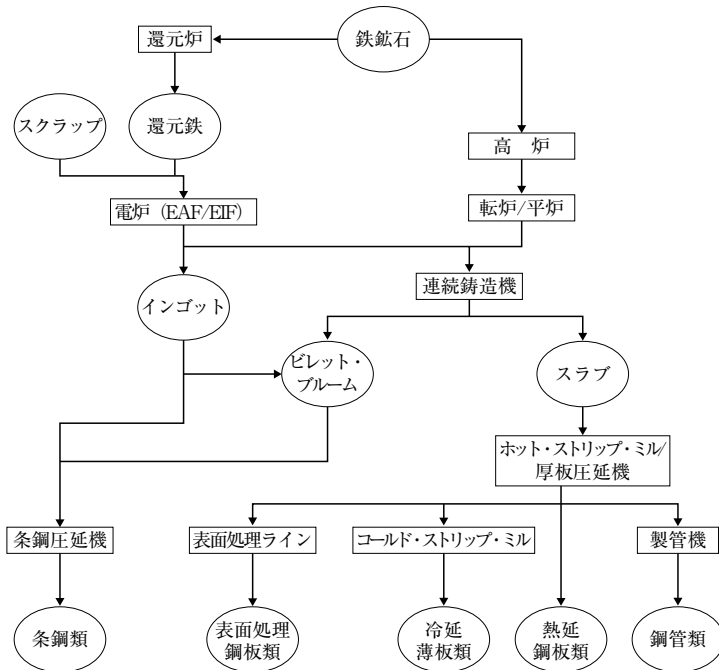 還元炉
鉄鉱石
スクラップ
還元鉄
高　炉
電炉（EAF/EIF）
転炉/平炉
インゴット
連続鋳造機
ビレット・
ブルーム
スラブ
ホット・ストリップ・ミル/
厚板圧延機
条鋼圧延機
表面処理ライン
コールド・ストリップ・ミル
製管機
条鋼類
表面処理
鋼板類
冷延
薄板類
熱延
鋼板類
鋼管類